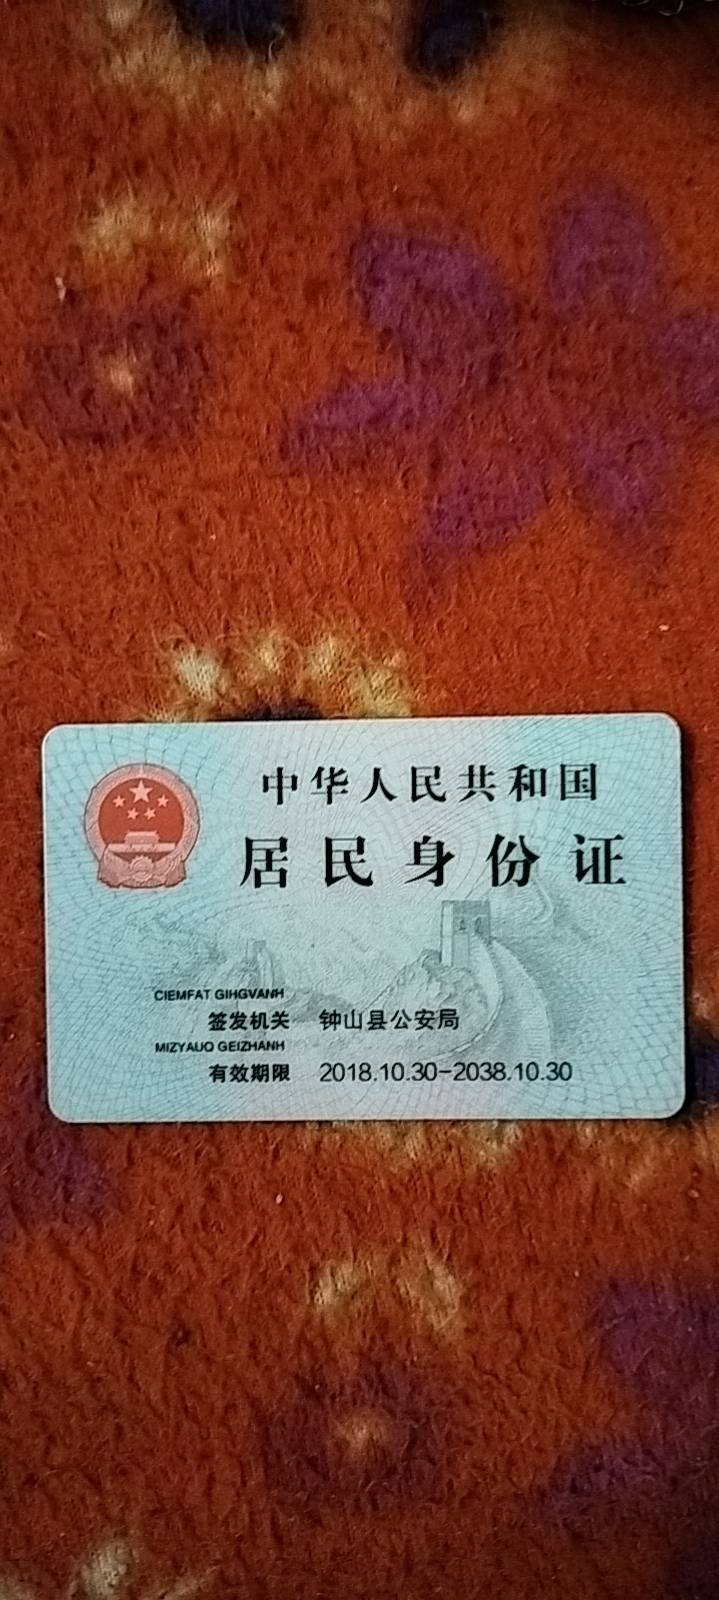 中华人民共和国
居民身份证
CIEMFAT GIHGVANH
签发机关 钟山县公安局
MIZYAUQ GEIZHANH
有效期限 2018.10.30-2038.10.30